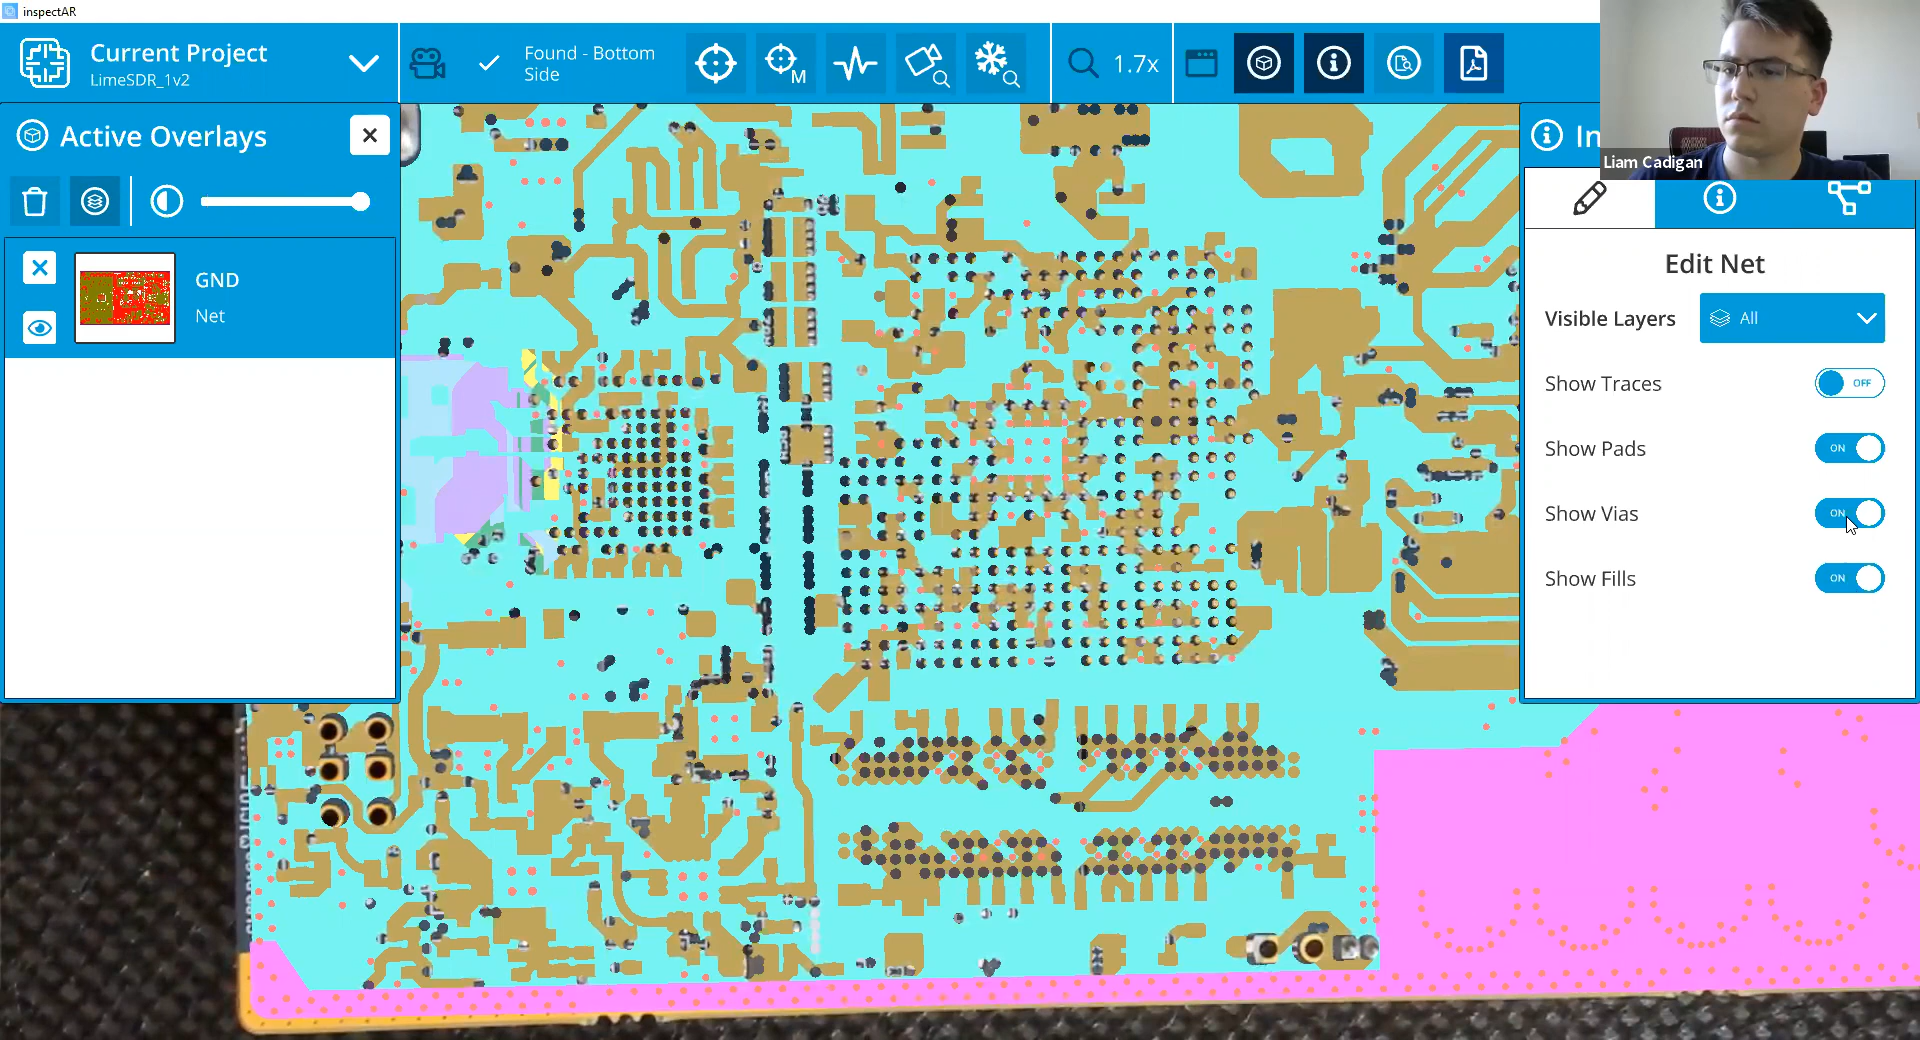 inspectAR
Current Project
LimeSDR_1v2
Found - Bottom
Side
M
1.7x
Liam Cadigan
Active Overlays
GND
Net
In
Edit Net
Visible Layers
All
Show Traces
OFF
Show Pads
ON
Show Vias
ON
Show Fills
ON